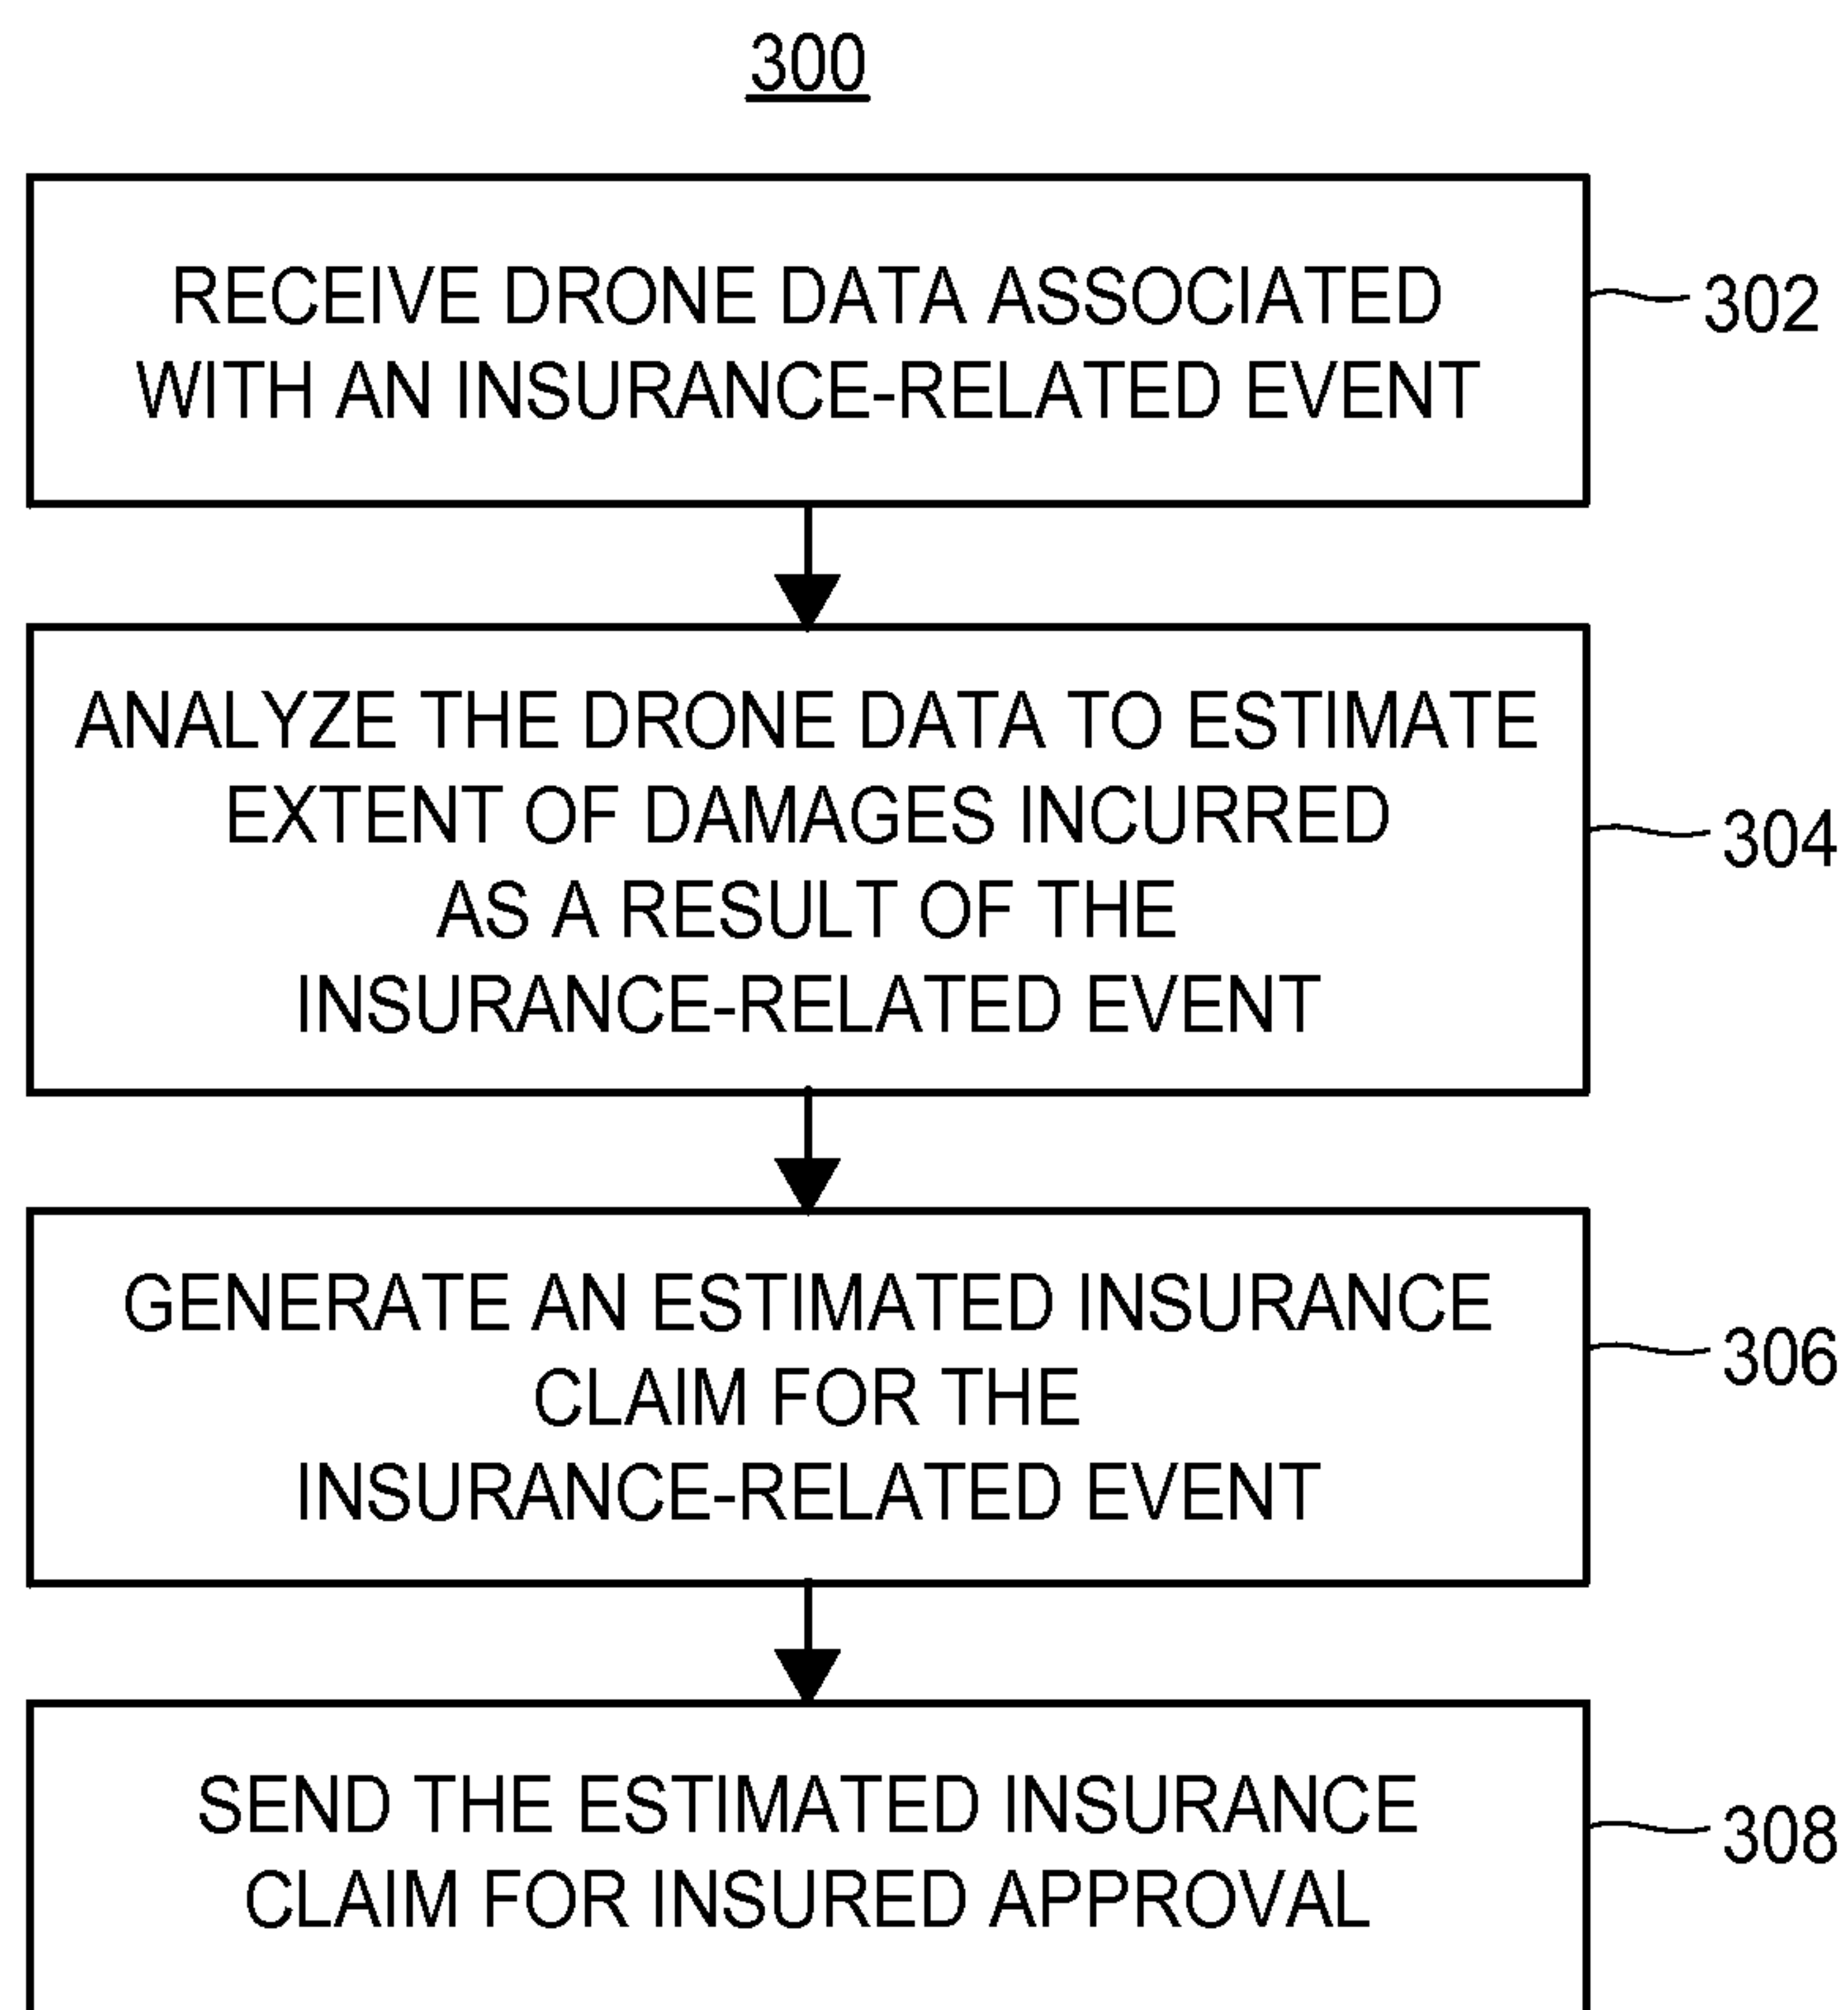 300
RECEIVE DRONE DATA ASSOCIATED
WITH AN INSURANCE-RELATED EVENT
302
ANALYZE THE DRONE DATA TO ESTIMATE
EXTENT OF DAMAGES INCURRED
AS A RESULT OF THE
INSURANCE-RELATED EVENT
304
GENERATE AN ESTIMATED INSURANCE
CLAIM FOR THE
INSURANCE-RELATED EVENT
306
SEND THE ESTIMATED INSURANCE
CLAIM FOR INSURED APPROVAL
308